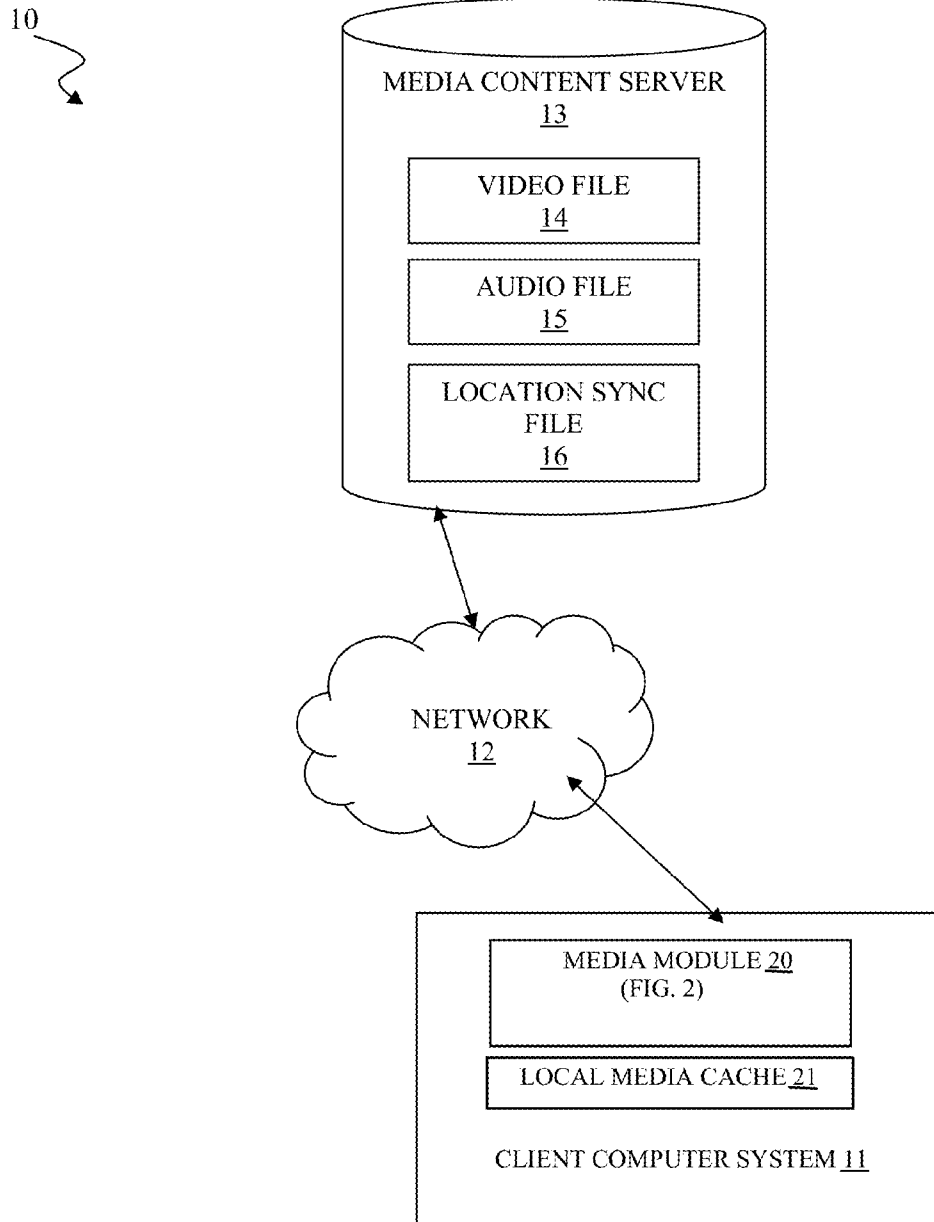 10
MEDIA CONTENT SERVER
13
VIDEO FILE
14
AUDIO FILE
15
LOCATION SYNC
FILE
16
NETWORK
12
MEDIA MODULE 20
(FIG. 2)
LOCAL MEDIA CACHE 21
CLIENT COMPUTER SYSTEM 11